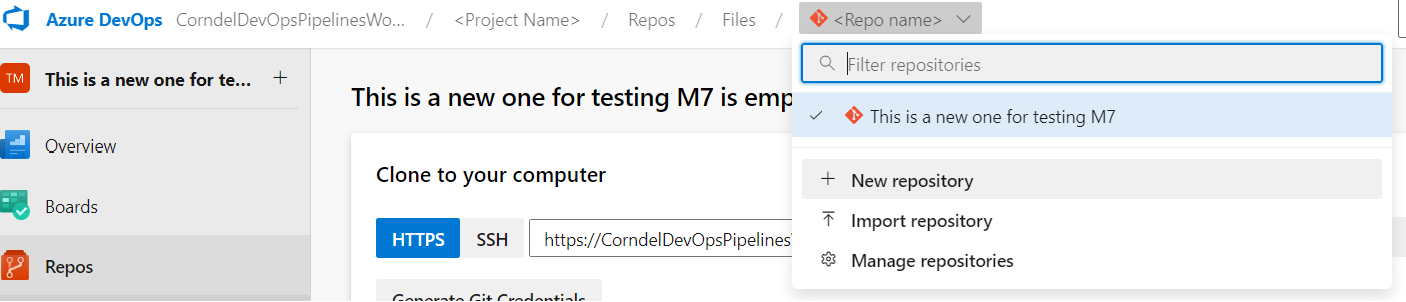 Azure DevOps CorndelDevOpsPipelinesWo... / <Project Name> / Repos / Files / <Repo name>
TM This is a new one for te... +
Filter repositories
This is a new one for testing M7 is emp
This is a new one for testing M7
Overview
Clone to your computer
New repository
Boards
Import repository
HTTPS SSH https://CorndelDevOpsPipelines
Repos
Manage repositories
Generate Git Credentials